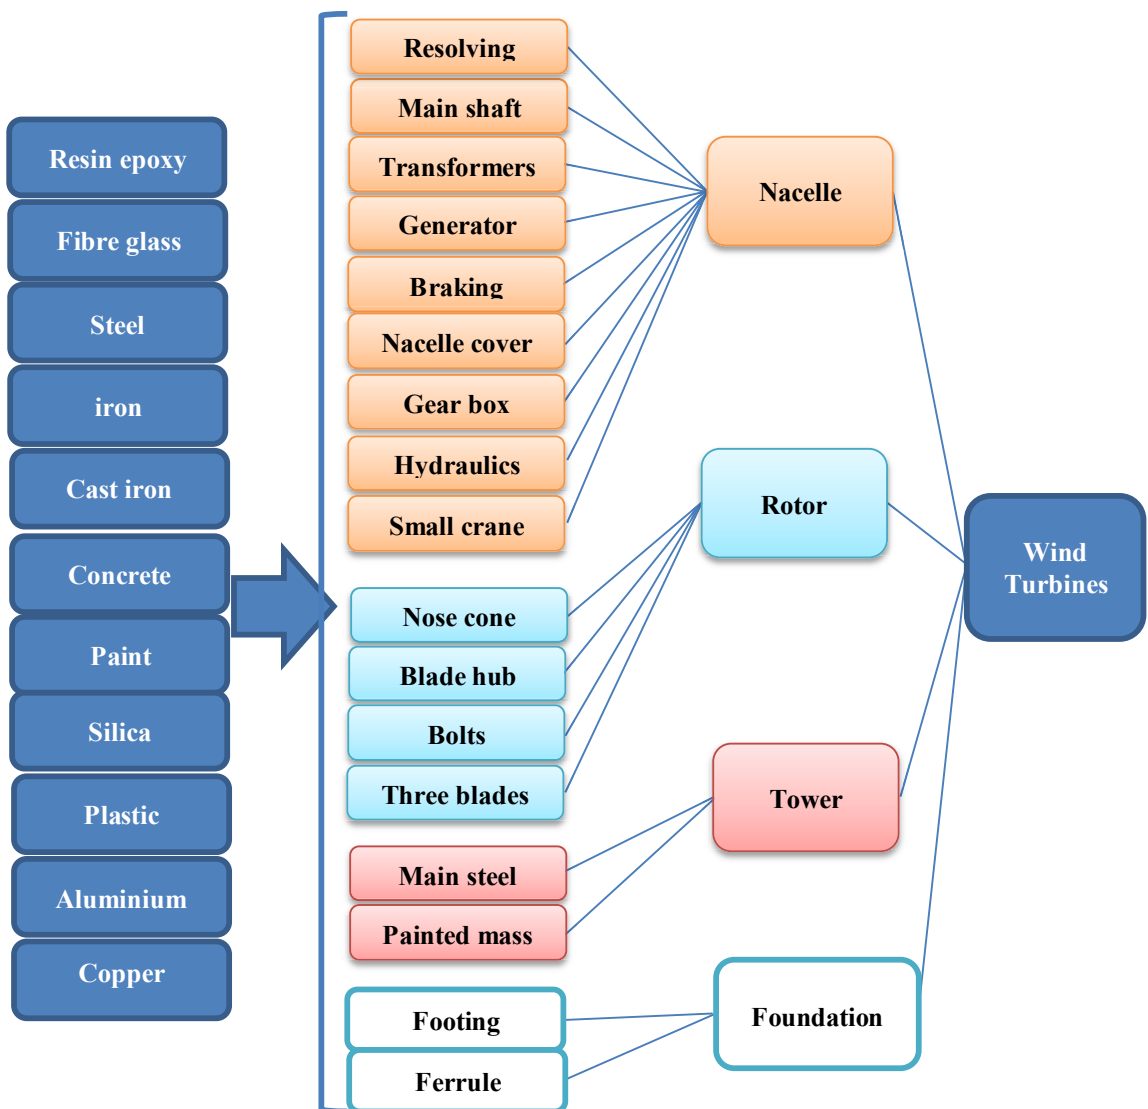 Resin epoxy
Fibre glass
Steel
iron
Cast iron
Concrete
Paint
Silica
Plastic
Aluminium
Copper
Resolving
Main shaft
Transformers
Generator
Braking
Nacelle cover
Gear box
Hydraulics
Small crane
Nose cone
Blade hub
Bolts
Three blades
Main steel
Painted mass
Footing
Ferrule
Nacelle
Rotor
Tower
Foundation
Wind
Turbines